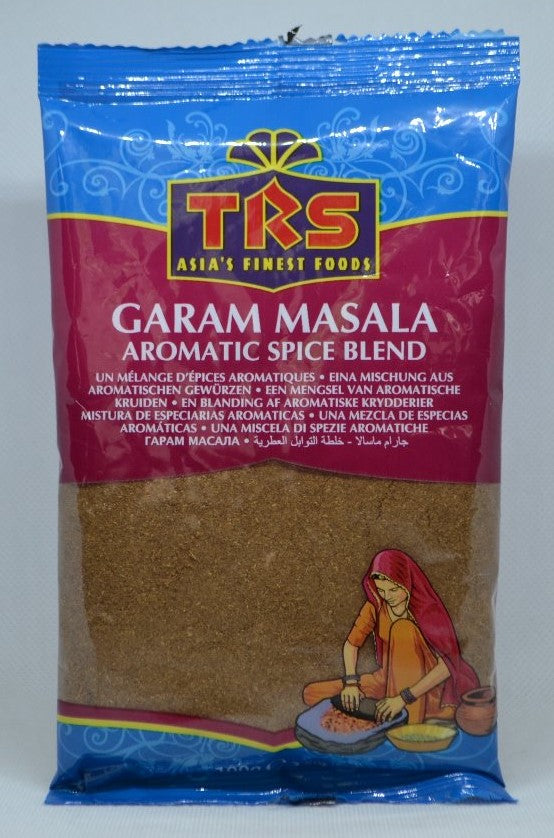 TRS
ASIA'S FINEST FOODS
GARAM MASALA
AROMATIC SPICE BLEND
UN MÉLANGE D'ÉPICES AROMATIQUES • EINA MISCHUNG AUS
AROMATISCHEN GEWÜRZEN • EEN MENGSEL VAN AROMATISCHE
KRUIDEN • EN BLANDING AF AROMATISKE KRYDDERIER
MISTURA DE ESPECIARIAS AROMATICAS • UNA MEZCLA DE ESPECIAS
AROMÁTICAS • UNA MISCELA DI SPEZIE AROMATICHE
ГАРАМ МАСАЛА • جارام ماسالا - خلطة التوابل العطرية